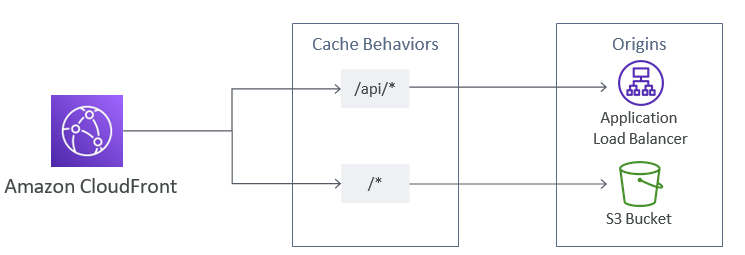 Cache Behaviors
Origins
/api/*
Application
Load Balancer
Amazon CloudFront
/*
S3 Bucket